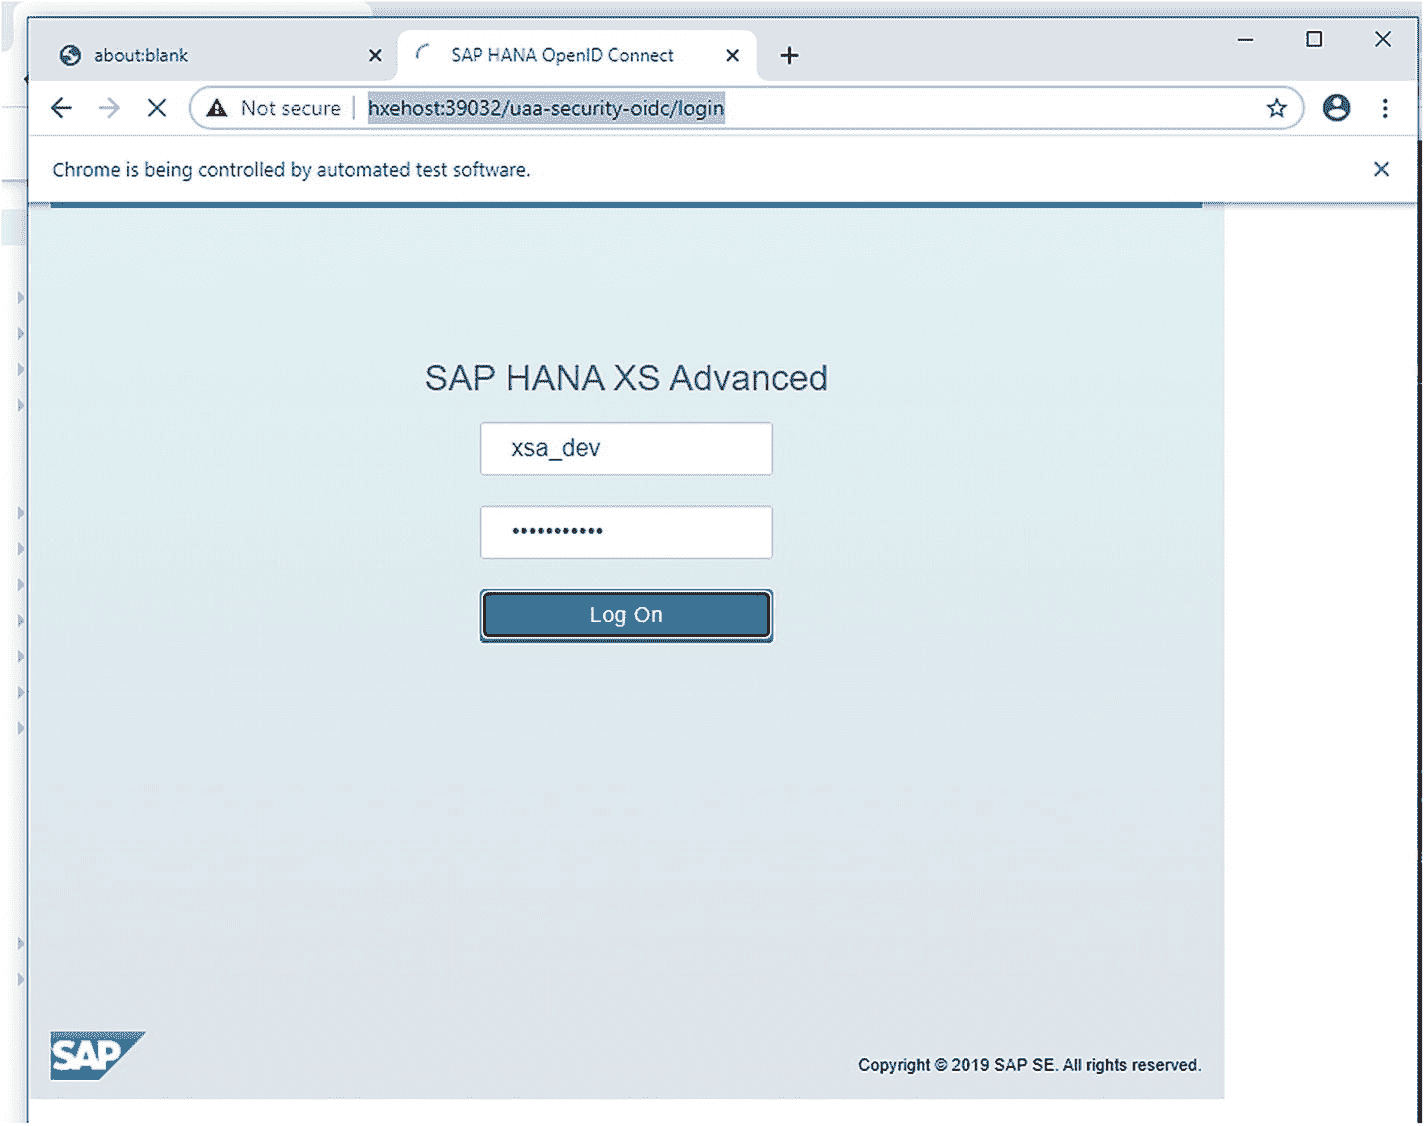 about:blank
SAP HANA OpenID Connect
Not secure
hxehost:39032/uaa-security-oidc/login
Chrome is being controlled by automated test software.
SAP HANA XS Advanced
xsa_dev
•••••••••••
Log On
SAP
Copyright © 2019 SAP SE. All rights reserved.